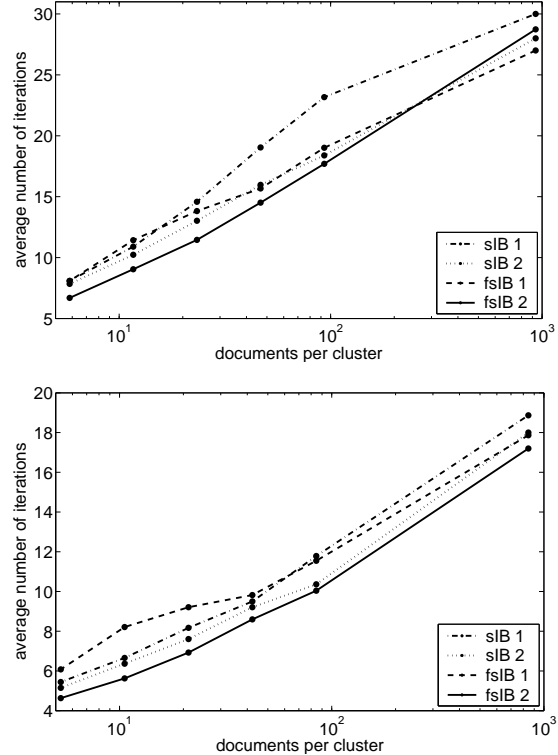 30
25
20
15
10
5
average number of iterations
10^1
10^2
10^3
documents per cluster
sIB 1
sIB 2
fsIB 1
fsIB 2
20
18
16
14
12
10
8
6
4
average number of iterations
10^1
10^2
10^3
documents per cluster
sIB 1
sIB 2
fsIB 1
fsIB 2